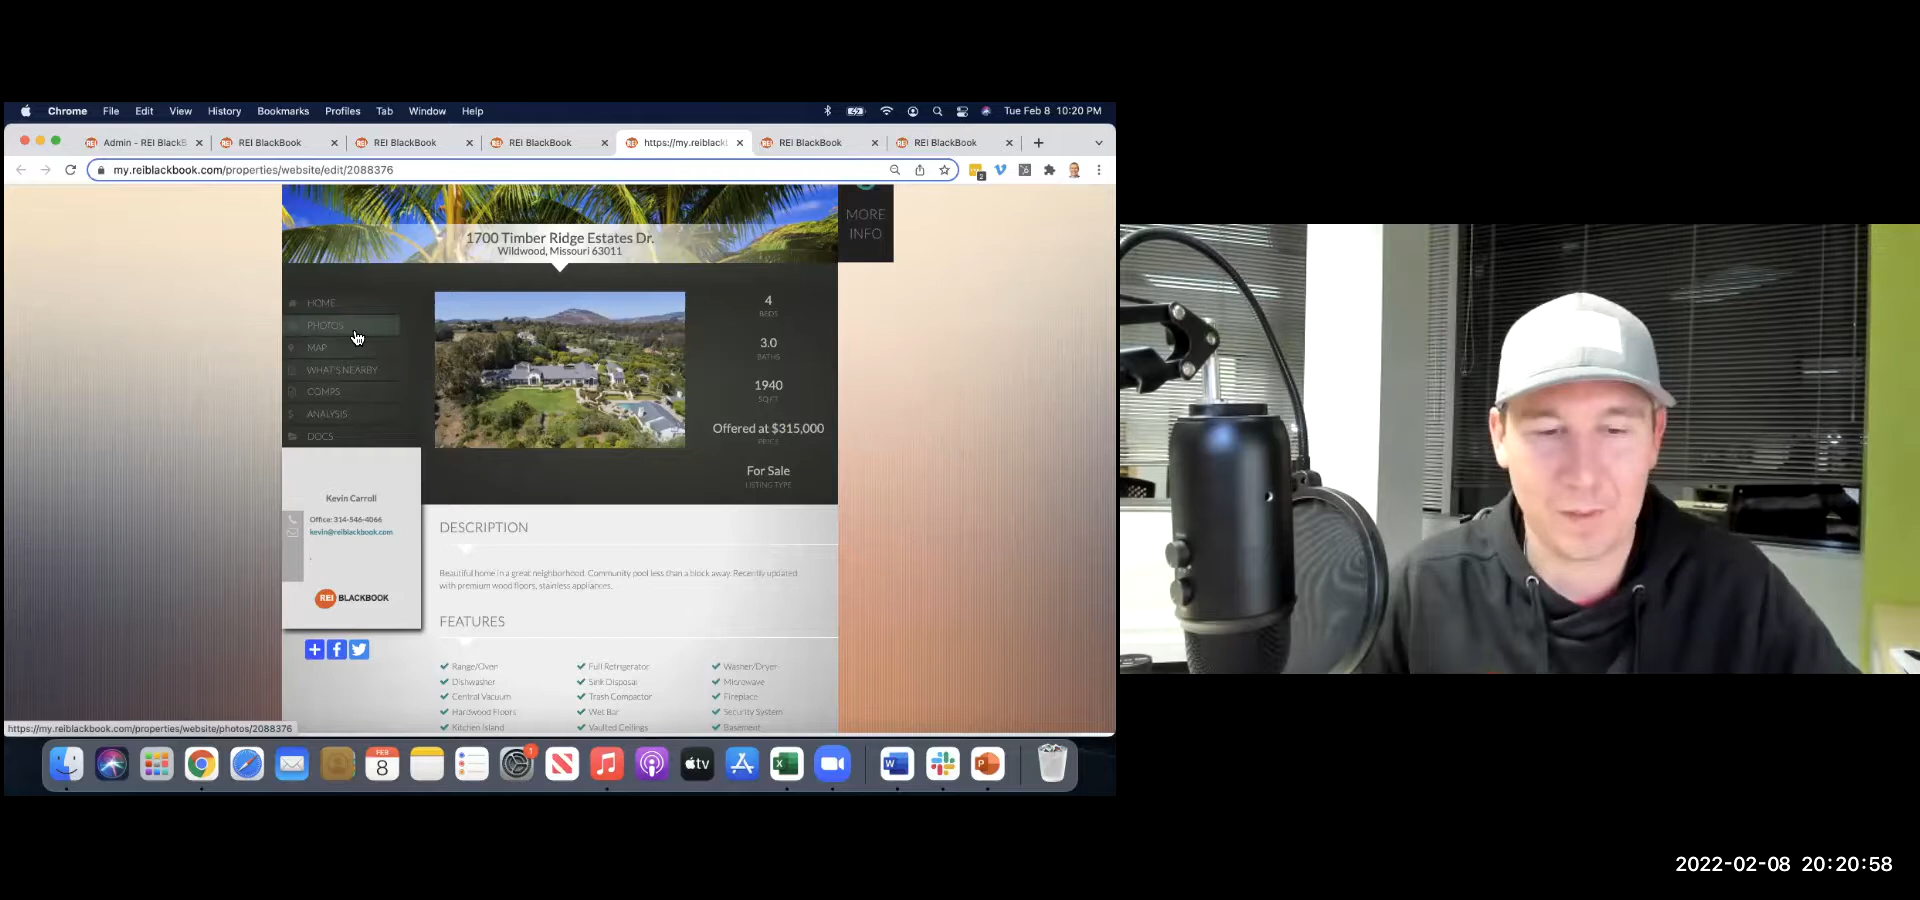 Chrome File Edit View History Bookmarks Profiles Tab Window Help Tue Feb 8 10:20 PM
Admin - REI BlackB REI BlackBook REI BlackBook REI BlackBook https://my.reiblackl REI BlackBook REI BlackBook
my.reiblackbook.com/properties/website/edit/2088376
MORE
INFO
1700 Timber Ridge Estates Dr.
Wildwood, Missouri 63011
HOME
PHOTOS
MAP
WHAT'S NEARBY
COMPS
ANALYSIS
DOCS
4
BEDS
3.0
BATHS
1940
SQ FT
Offered at $315,000
PRICE
For Sale
LISTING TYPE
Kevin Carroll
Office: 314-546-4066
kevin@reiblackbook.com
REI BLACKBOOK
DESCRIPTION
Beautiful home in a great neighborhood. Community pool less than a block away. Recently updated
with premium wood floors, stainless appliances.
FEATURES
Range/Oven Full Refrigerator Washer/Dryer
Dishwasher Sink Disposal Microwave
Central Vacuum Trash Compactor Fireplace
Hardwood Floors Wet Bar Security System
Kitchen Island Vaulted Ceilings Basement
https://my.reiblackbook.com/properties/website/photos/2088376
FEB
8
1
tv
2022-02-08 20:20:58